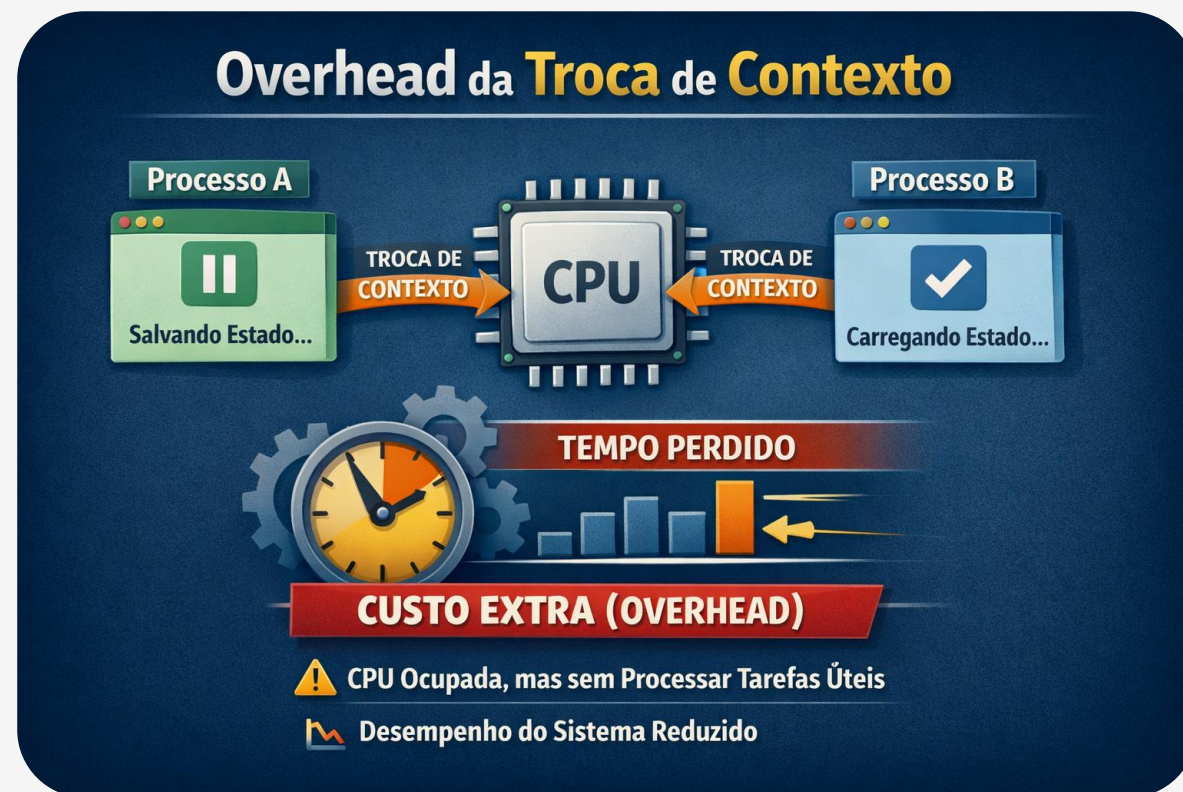 Overhead da Troca de Contexto
Processo A
Processo B
TROCA DE
CONTEXTO
CPU
TROCA DE
CONTEXTO
Salvando Estado...
Carregando Estado...
TEMPO PERDIDO
CUSTO EXTRA (OVERHEAD)
CPU Ocupada, mas sem Processar Tarefas Úteis
Desempenho do Sistema Reduzido